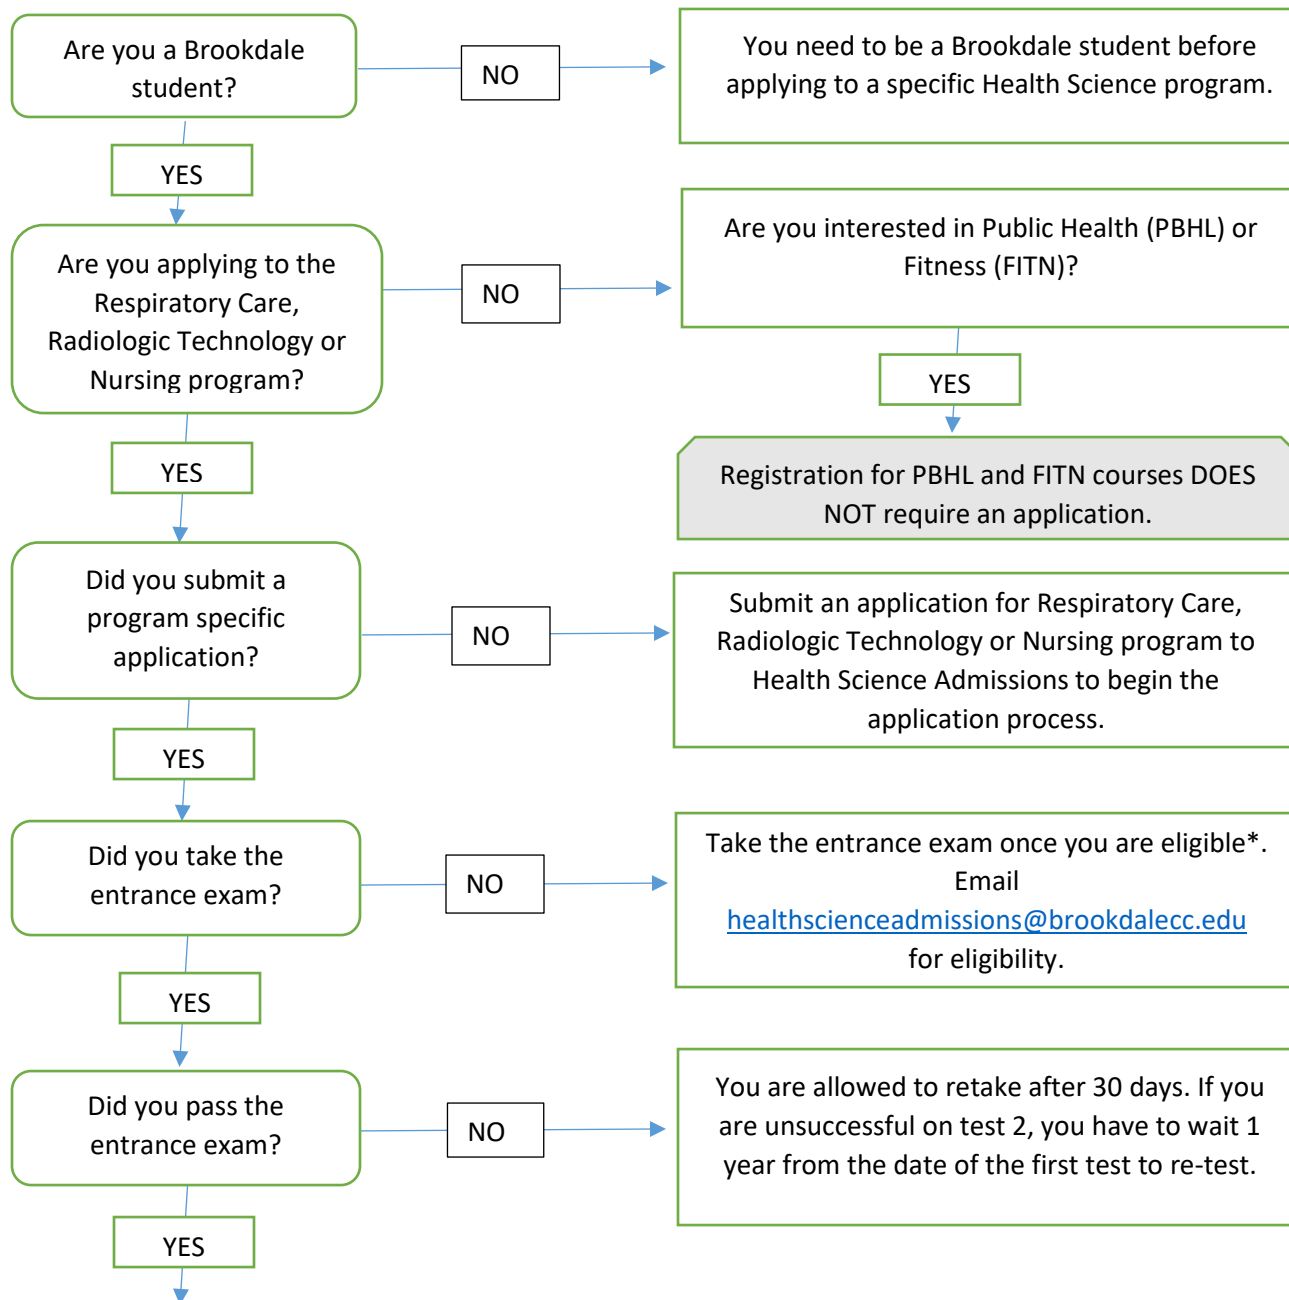 Are you a Brookdale
student?
NO
You need to be a Brookdale student before
applying to a specific Health Science program.
YES
Are you applying to the
Respiratory Care,
Radiologic Technology or
Nursing program?
NO
Are you interested in Public Health (PBHL) or
Fitness (FITN)?
YES
Registration for PBHL and FITN courses DOES
NOT require an application.
YES
Did you submit a
program specific
application?
NO
Submit an application for Respiratory Care,
Radiologic Technology or Nursing program to
Health Science Admissions to begin the
application process.
YES
Did you take the
entrance exam?
NO
Take the entrance exam once you are eligible*.
Email
healthscienceadmissions@brookdalecc.edu
for eligibility.
YES
Did you pass the
entrance exam?
NO
You are allowed to retake after 30 days. If you
are unsuccessful on test 2, you have to wait 1
year from the date of the first test to re-test.
YES